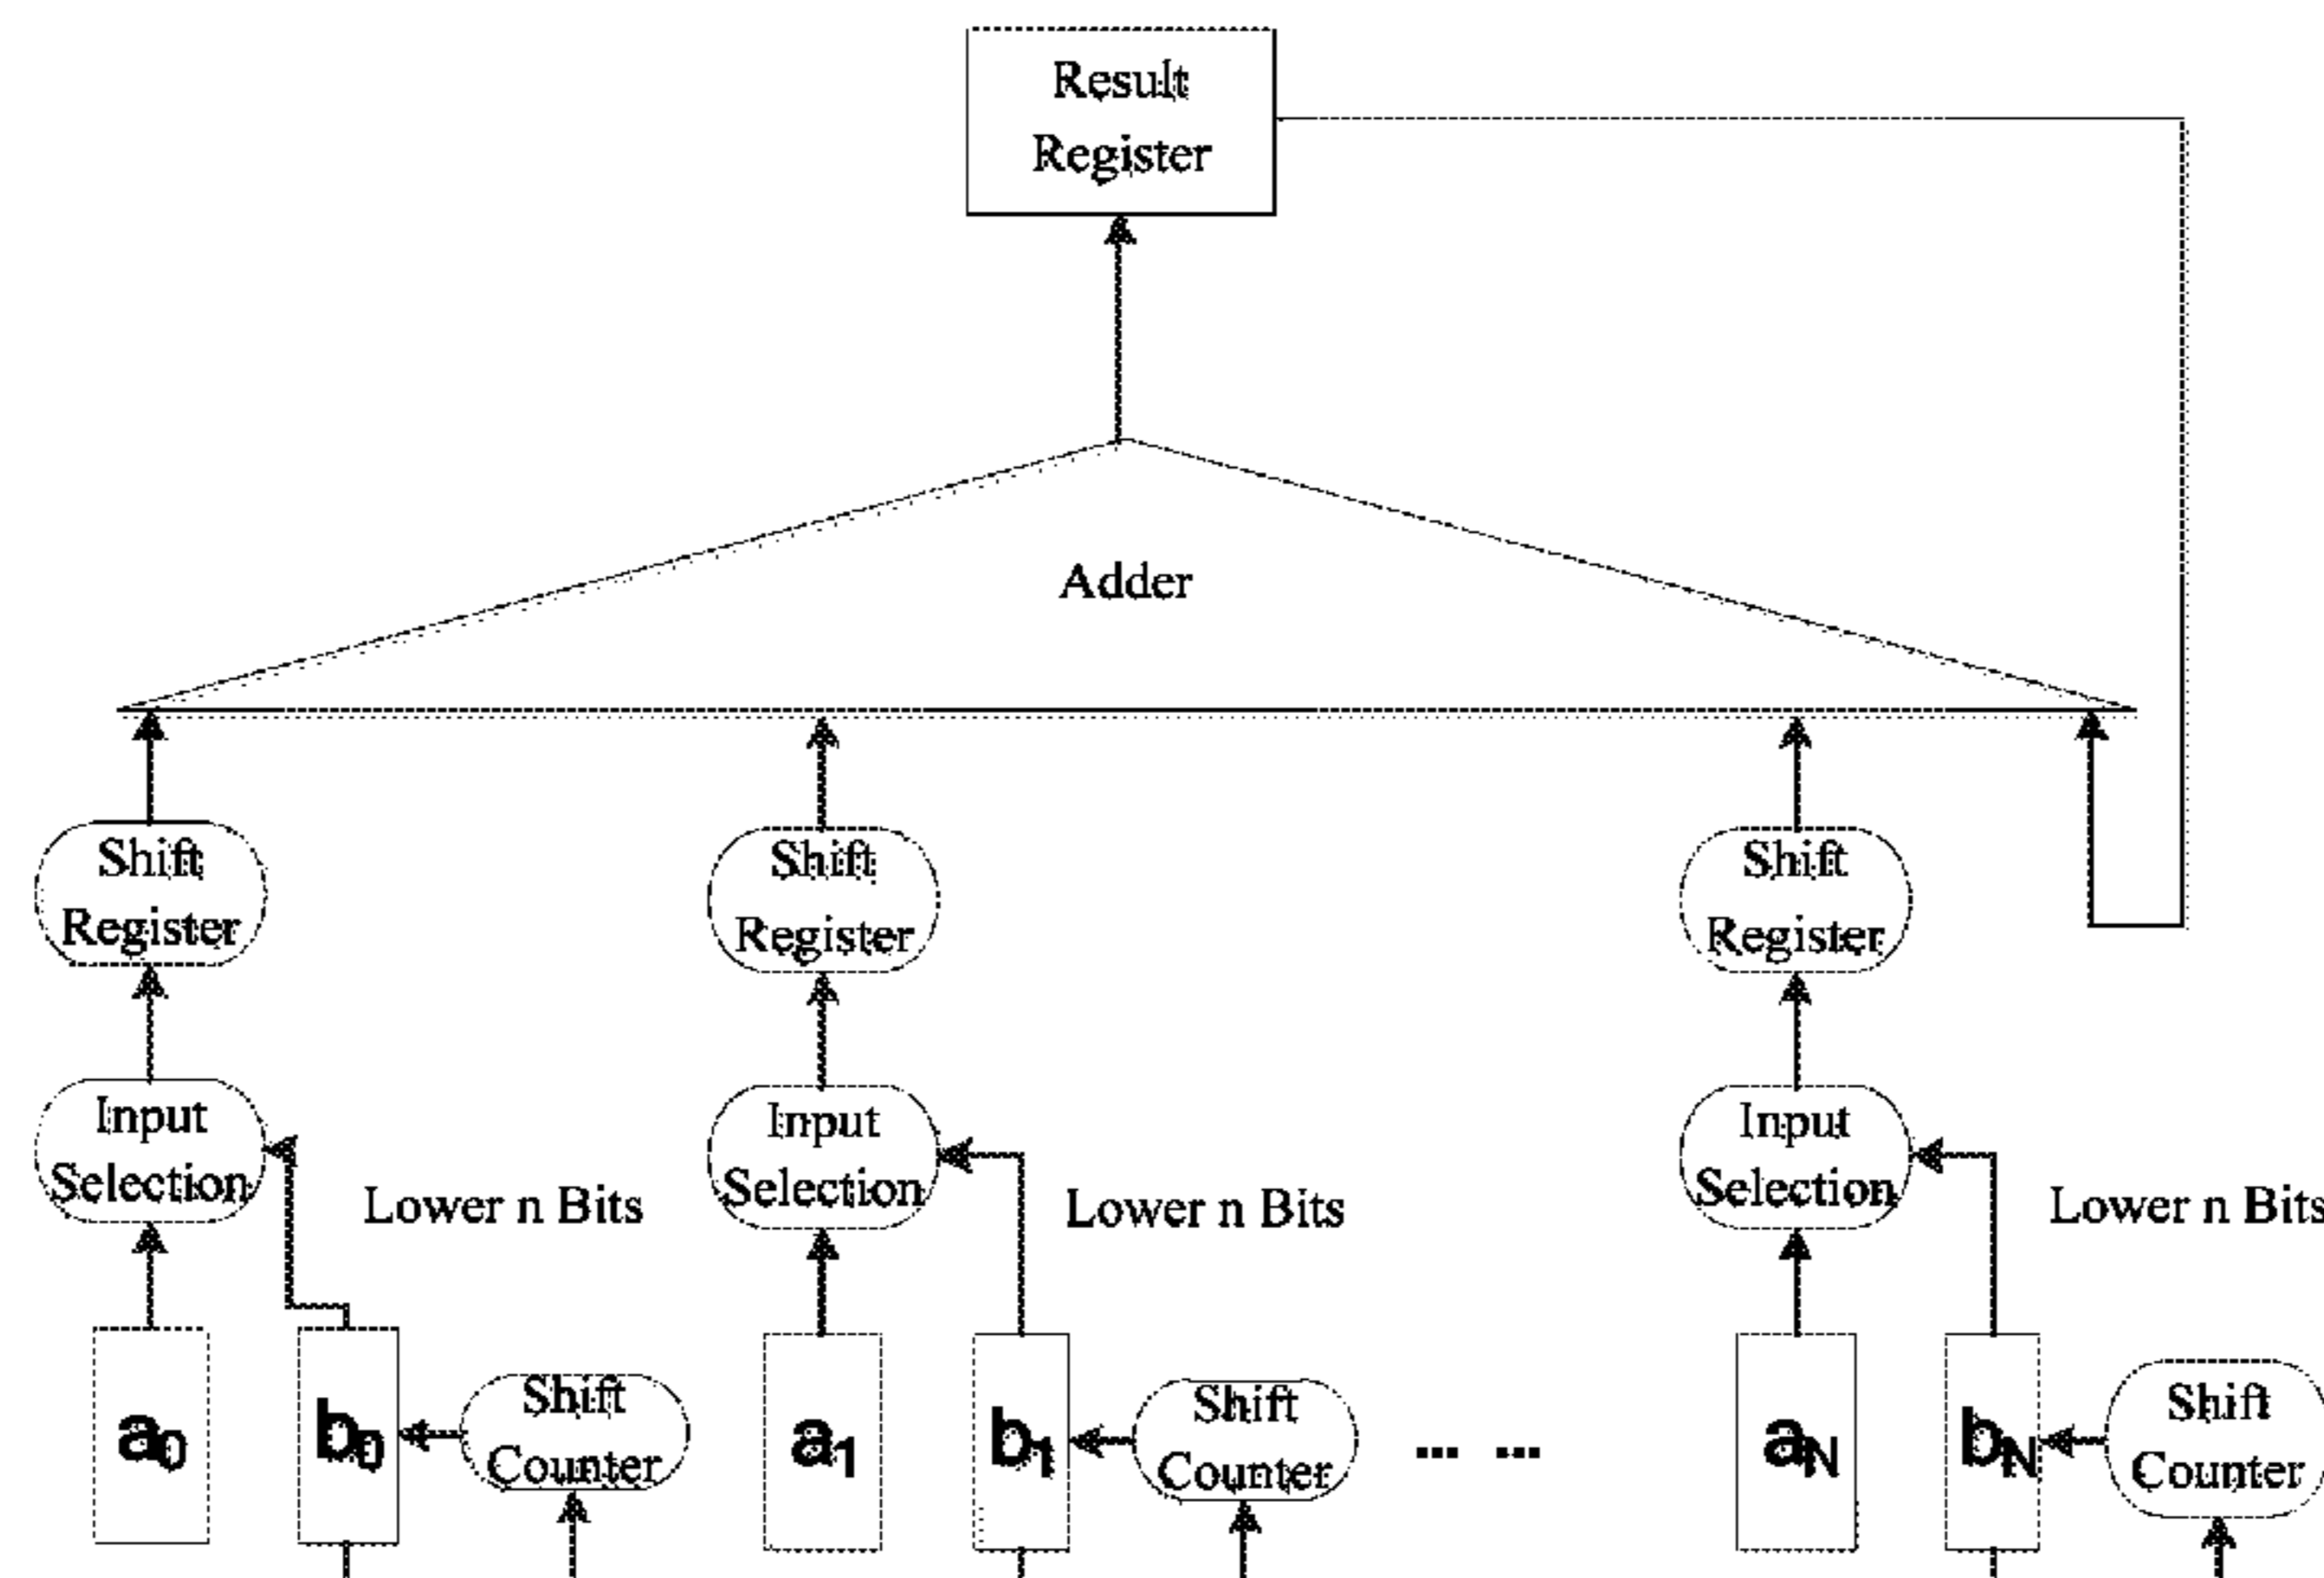 Result
Register
Adder
Shift
Register
Shift
Register
Shift
Register
Input
Selection
Lower n Bits
Input
Selection
Lower n Bits
Input
Selection
Lower n Bits
a0
b0
Shift
Counter
a1
b1
Shift
Counter
... ...
aN
bN
Shift
Counter